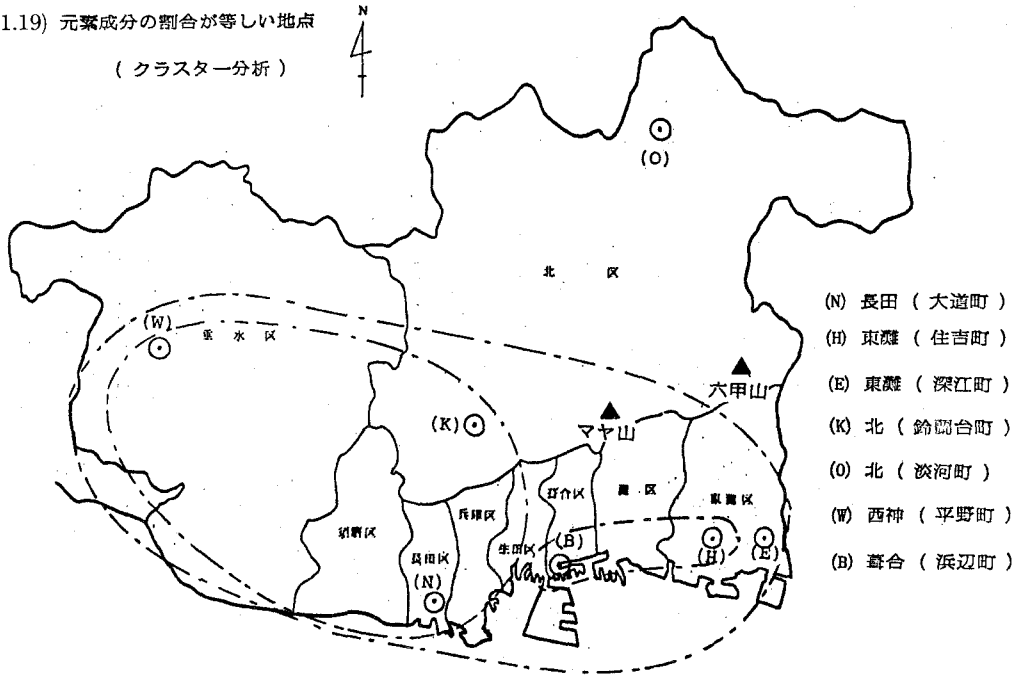 1.19) 元素成分の割合が等しい地点
( クラスター分析 )
N
(O)
北 区
(W)
垂 水 区
六甲山
マヤ山
(K)
葺合区
灘 区
東灘区
兵庫区
須磨区
生田区
(B)
長田区
(H)
(E)
(N)
(N) 長田 ( 大道町 )
(H) 東灘 ( 住吉町 )
(E) 東灘 ( 深江町 )
(K) 北 ( 鈴蘭台町 )
(O) 北 ( 淡河町 )
(W) 西神 ( 平野町 )
(B) 葺合 ( 浜辺町 )